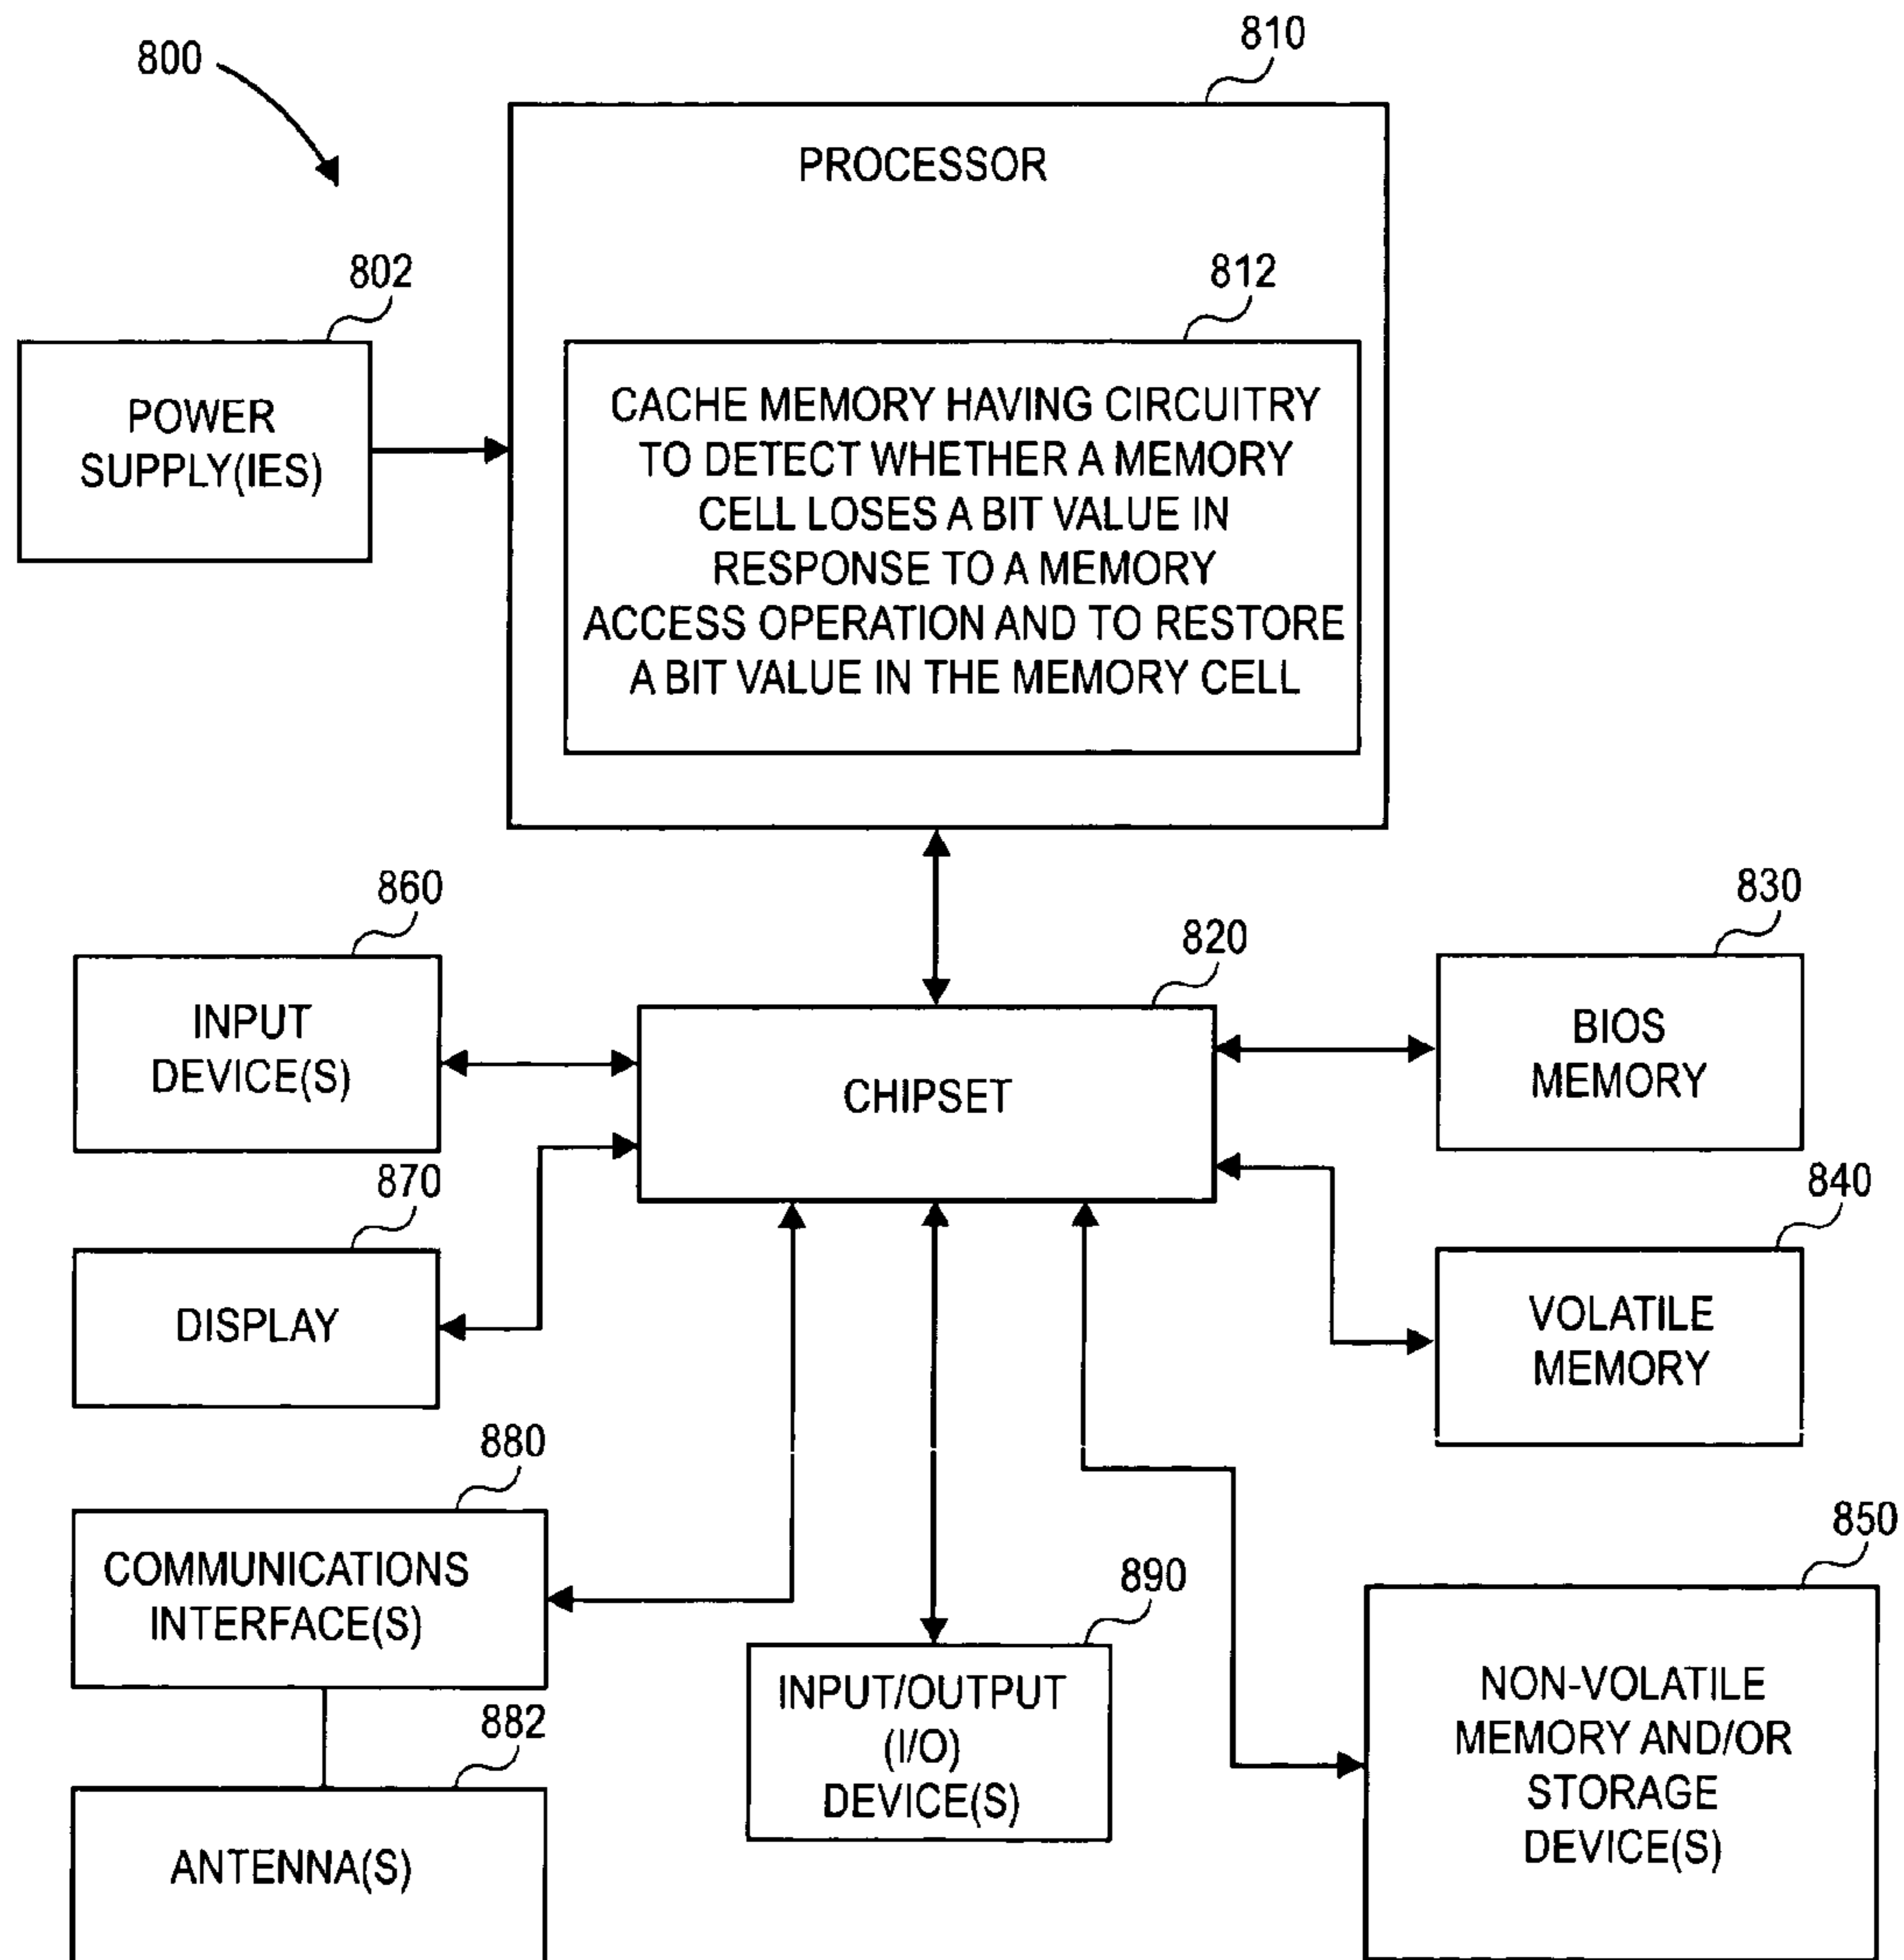 800
810
PROCESSOR
802
POWER
SUPPLY(IES)
812
CACHE MEMORY HAVING CIRCUITRY
TO DETECT WHETHER A MEMORY
CELL LOSES A BIT VALUE IN
RESPONSE TO A MEMORY
ACCESS OPERATION AND TO RESTORE
A BIT VALUE IN THE MEMORY CELL
860
INPUT
DEVICE(S)
820
CHIPSET
830
BIOS
MEMORY
870
DISPLAY
840
VOLATILE
MEMORY
880
COMMUNICATIONS
INTERFACE(S)
882
ANTENNA(S)
890
INPUT/OUTPUT
(I/O)
DEVICE(S)
850
NON-VOLATILE
MEMORY AND/OR
STORAGE
DEVICE(S)